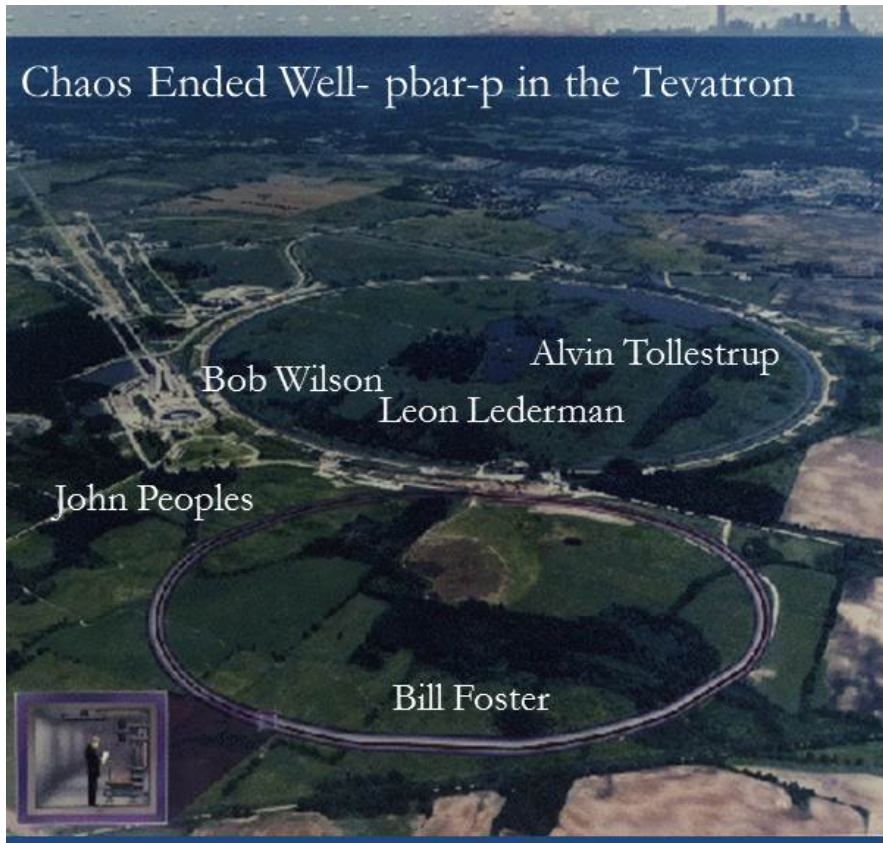 Chaos Ended Well- pbar-p in the Tevatron
Alvin Tollestrup
Bob Wilson
Leon Lederman
John Peoples
Bill Foster